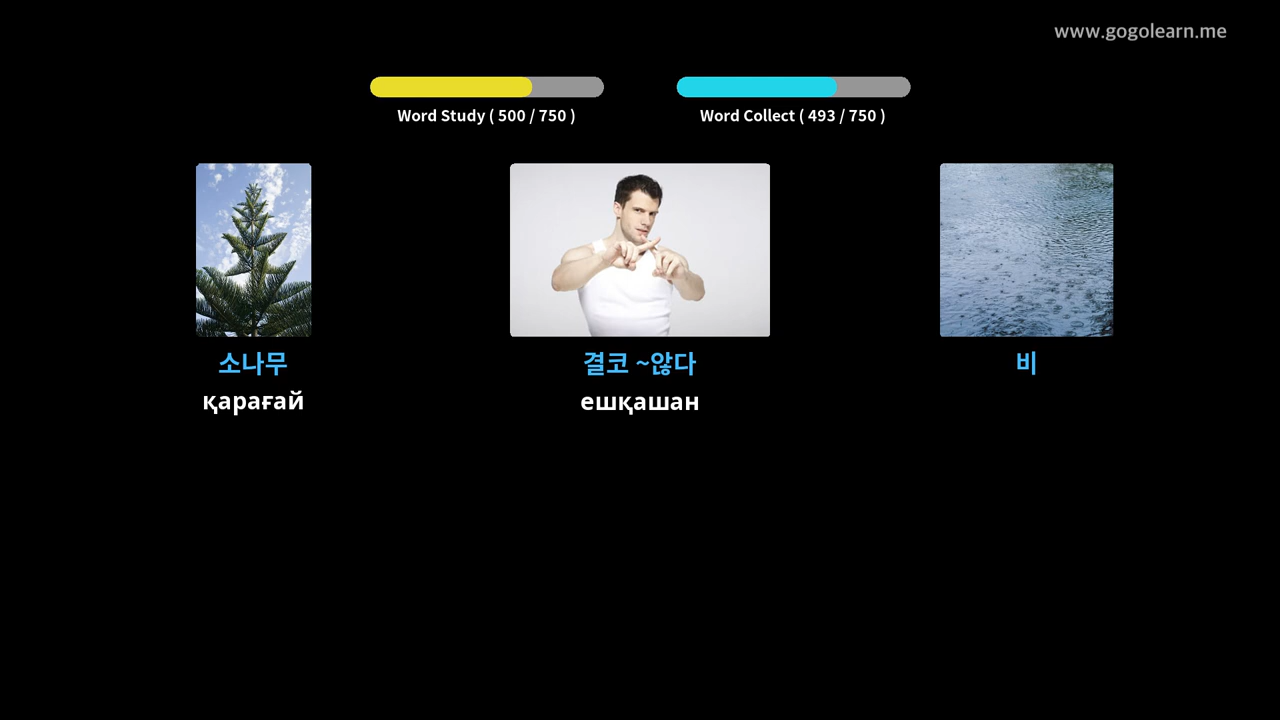 www.gogolearn.me
Word Study ( 500 / 750 )
Word Collect ( 493 / 750 )
소나무
қарағай
결코 ~않다
ешқашан
비